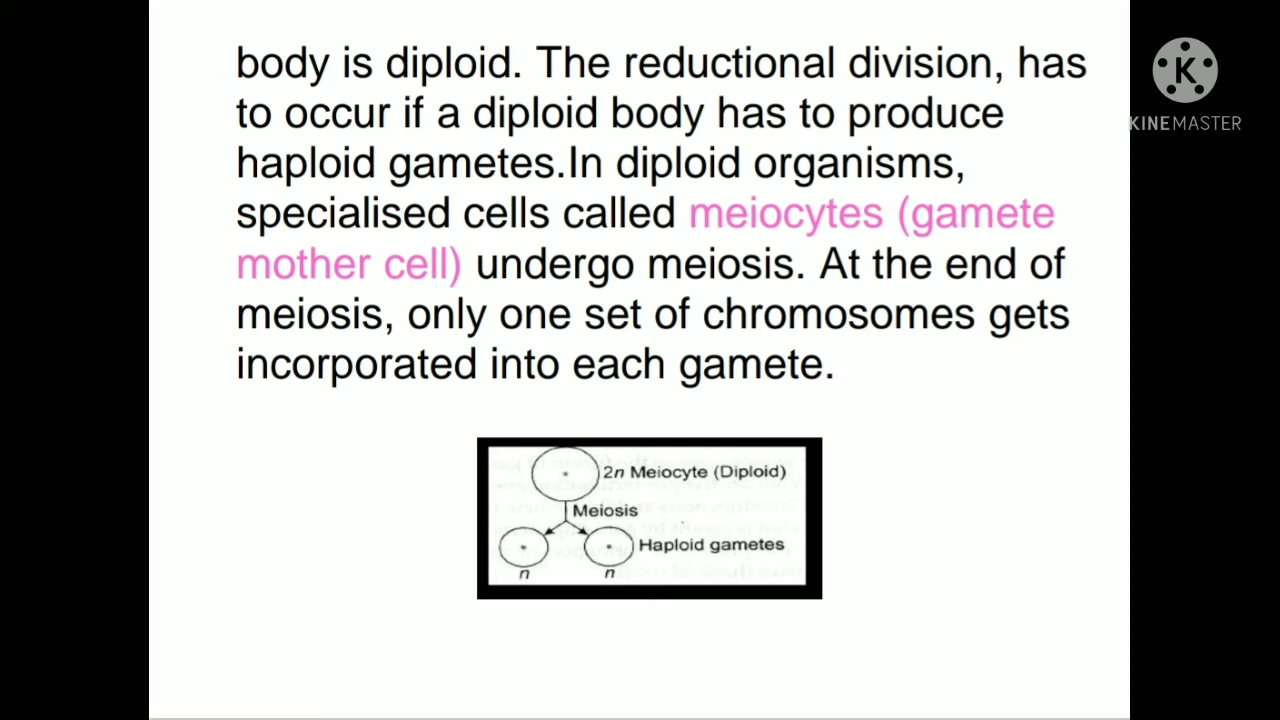 body is diploid. The reductional division, has
to occur if a diploid body has to produce
haploid gametes.In diploid organisms,
specialised cells called meiocytes (gamete
mother cell) undergo meiosis. At the end of
meiosis, only one set of chromosomes gets
incorporated into each gamete.
2n Meiocyte (Diploid)
Meiosis
Haploid gametes
n n
K
KINEMASTER